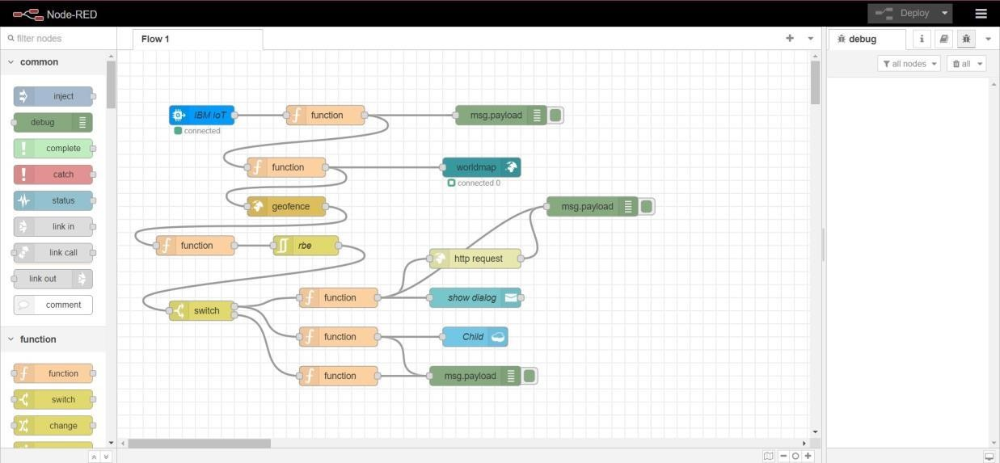 Node-RED
Deploy
filter nodes
Flow 1
debug
i
all nodes
all
common
inject
debug
complete
catch
status
link in
link call
link out
comment
function
function
switch
change
IBM IoT
connected
function
msg.payload
function
worldmap
connected 0
geofence
msg.payload
function
rbe
http request
function
show dialog
switch
function
Child
function
msg.payload